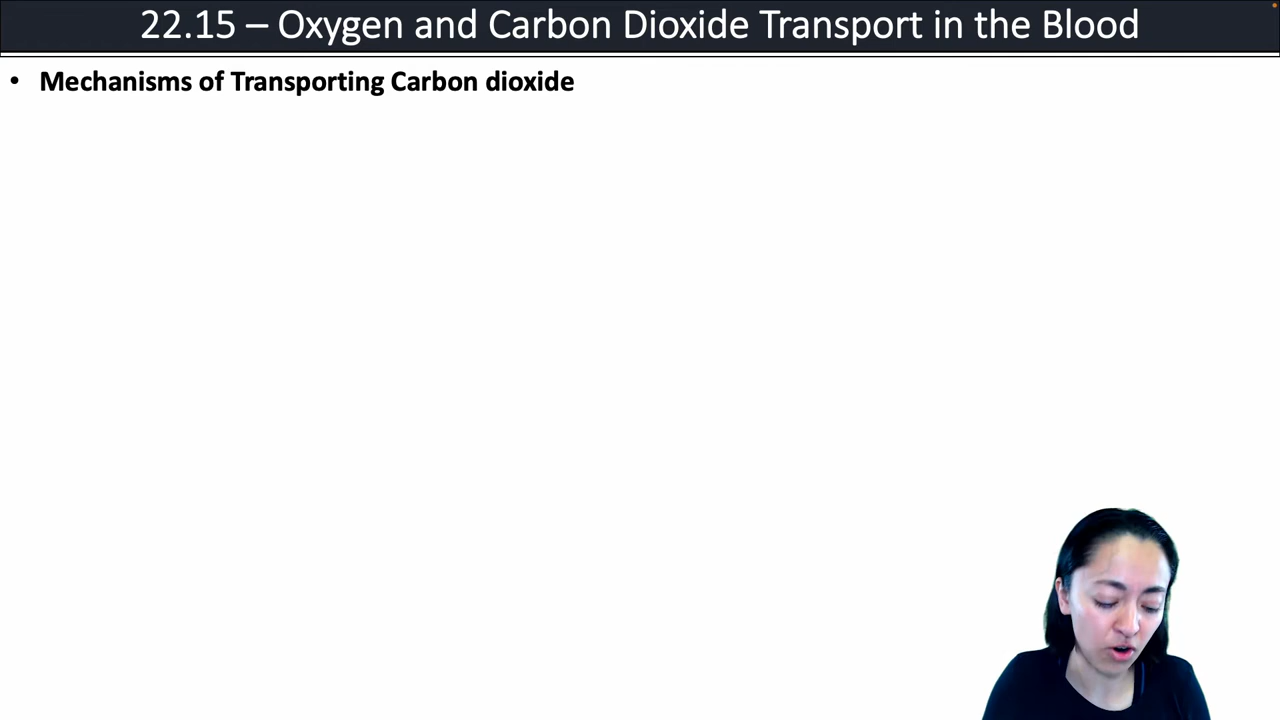 22.15 – Oxygen and Carbon Dioxide Transport in the Blood
• Mechanisms of Transporting Carbon dioxide